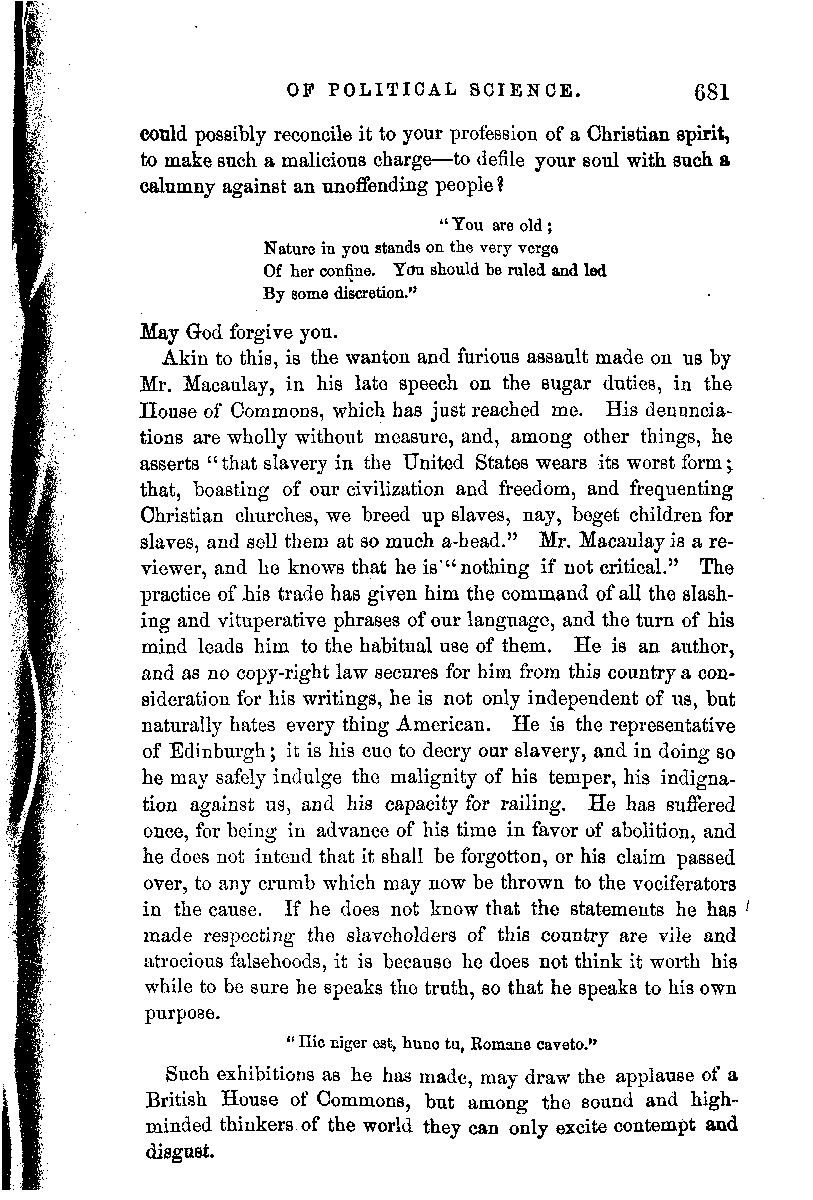 OF POLITICAL SCIENCE. 681
could possibly reconcile it to your profession of a Christian spirit,
to make such a malicious charge—to defile your soul with such a
calumny against an unoffending people?
"You are old;
Nature in you stands on the very verge
Of her confine. You should be ruled and led
By some discretion."
May God forgive you.
Akin to this, is the wanton and furious assault made on us by
Mr. Macaulay, in his late speech on the sugar duties, in the
House of Commons, which has just reached me. His denuncia-
tions are wholly without measure, and, among other things, he
asserts "that slavery in the United States wears its worst form;
that, boasting of our civilization and freedom, and frequenting
Christian churches, we breed up slaves, nay, beget children for
slaves, and sell them at so much a-head." Mr. Macaulay is a re-
viewer, and he knows that he is "nothing if not critical." The
practice of his trade has given him the command of all the slash-
ing and vituperative phrases of our language, and the turn of his
mind leads him to the habitual use of them. He is an author,
and as no copy-right law secures for him from this country a con-
sideration for his writings, he is not only independent of us, but
naturally hates every thing American. He is the representative
of Edinburgh; it is his cue to decry our slavery, and in doing so
he may safely indulge the malignity of his temper, his indigna-
tion against us, and his capacity for railing. He has suffered
once, for being in advance of his time in favor of abolition, and
he does not intend that it shall be forgotton, or his claim passed
over, to any crumb which may now be thrown to the vociferators
in the cause. If he does not know that the statements he has
made respecting the slaveholders of this country are vile and
atrocious falsehoods, it is because he does not think it worth his
while to be sure he speaks the truth, so that he speaks to his own
purpose.
"Hic niger est, hunc tu, Romane caveto."
Such exhibitions as he has made, may draw the applause of a
British House of Commons, but among the sound and high-
minded thinkers of the world they can only excite contempt and
disgust.